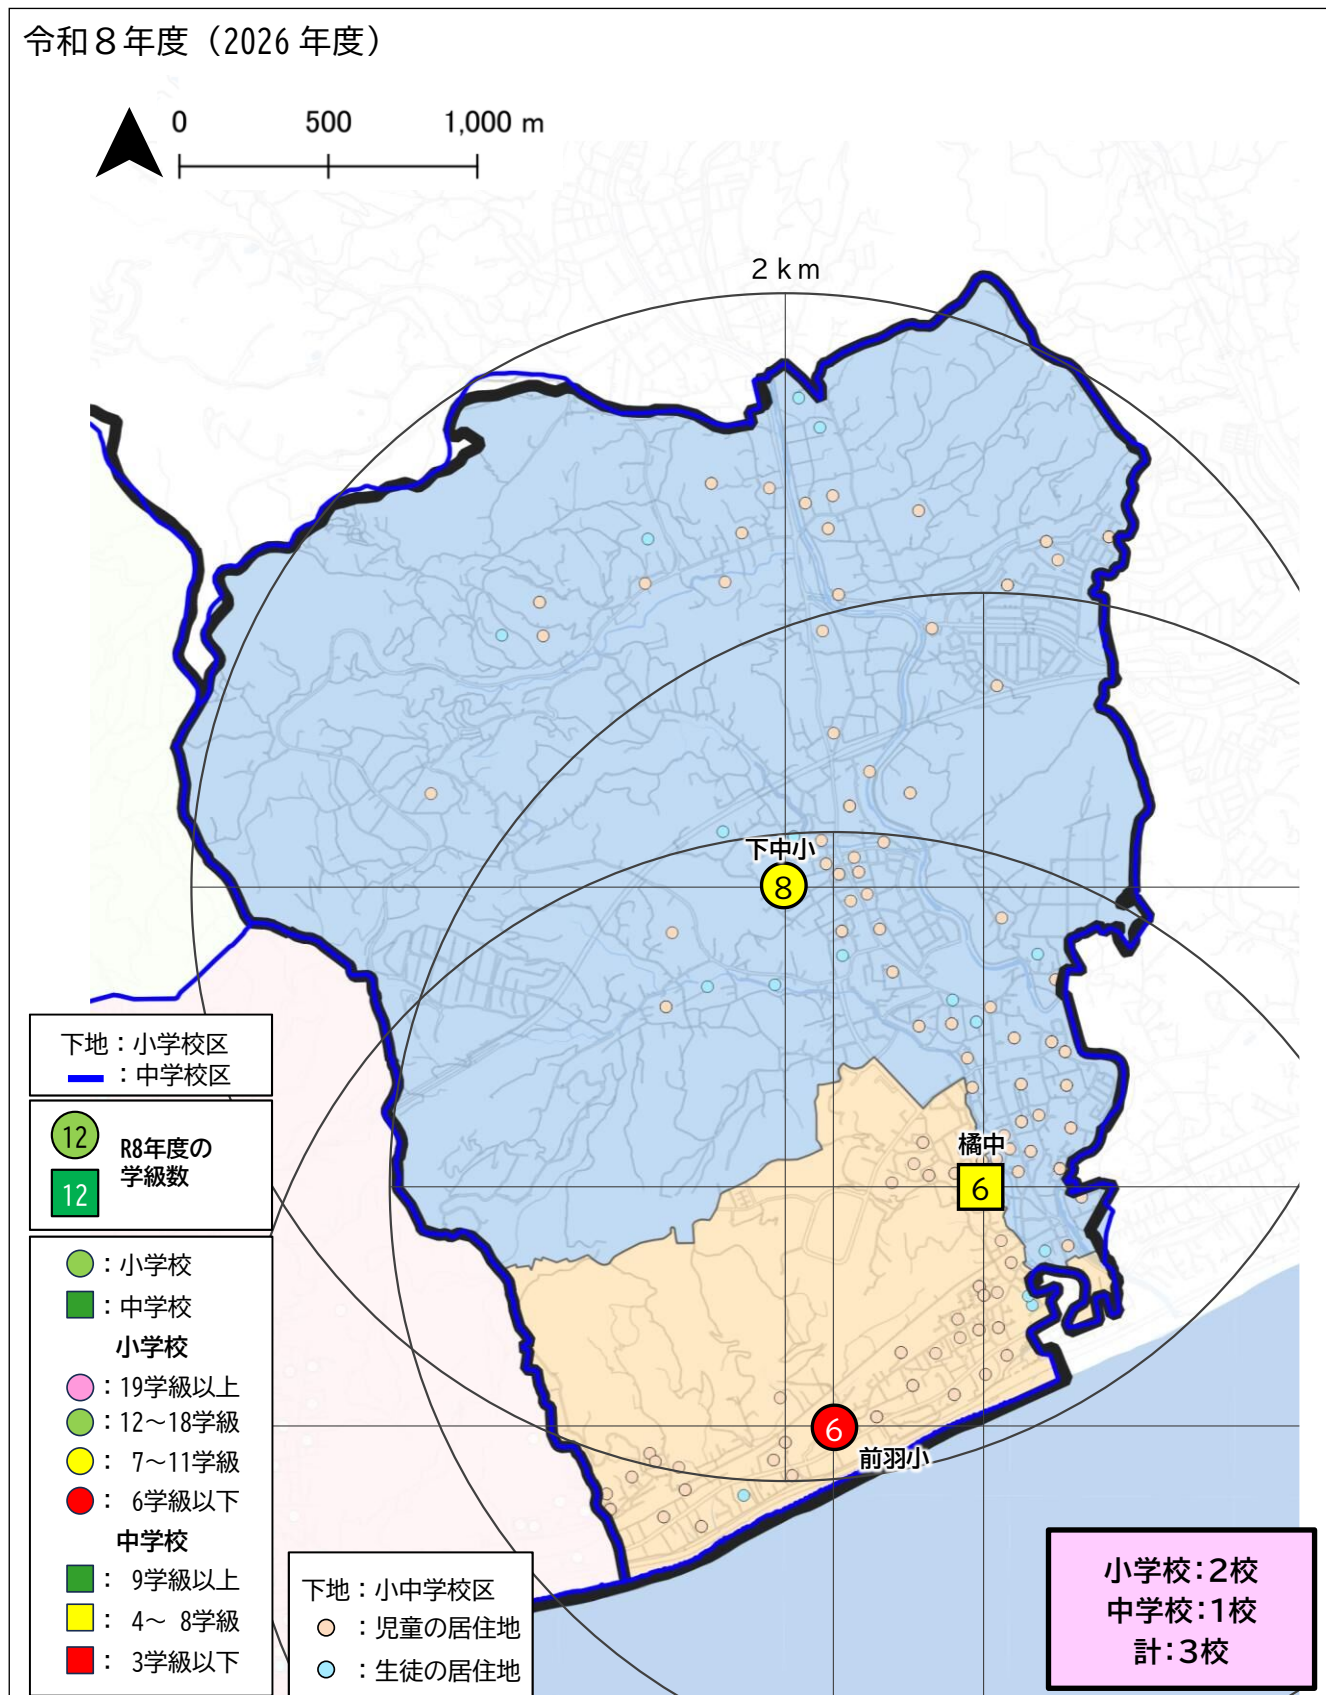 令和８年度（2026 年度）
0 500 1,000 m
２ｋｍ
下中小
8
橘中
6
6
前羽小
下地：小学校区
：中学校区
12
12
R8年度の
学級数
：小学校
：中学校
小学校
：19学級以上
：12～18学級
： 7～11学級
： 6学級以下
中学校
： 9学級以上
： 4～ 8学級
： 3学級以下
下地：小中学校区
：児童の居住地
：生徒の居住地
小学校：2校
中学校：1校
計：3校